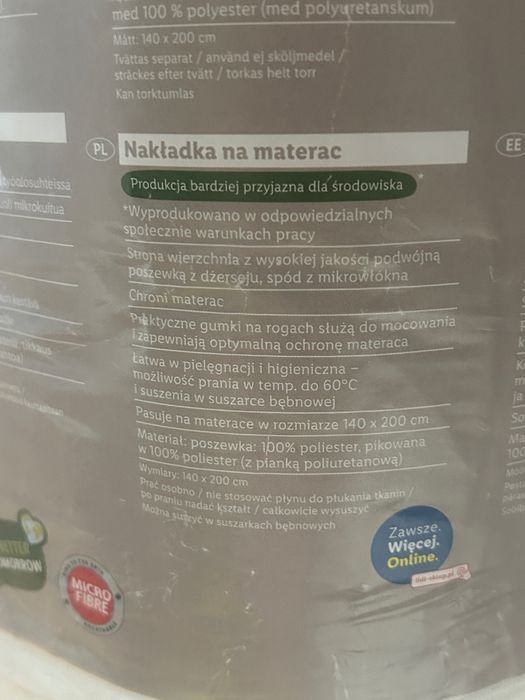 med 100 % polyester (med polyuretanskum)
Mått: 140 x 200 cm
Tvättas separat / använd ej sköljmedel /
sträckes efter tvätt / torkas helt torr
Kan torktumlas
PL Nakładka na materac
Produkcja bardziej przyjazna dla środowiska *
*Wyprodukowano w odpowiedzialnych
społecznie warunkach pracy
Strona wierzchnia z wysokiej jakości podwójną
poszewką z dżerseju, spód z mikrowłókna
Chroni materac
Praktyczne gumki na rogach służą do mocowania
i zapewniają optymalną ochronę materaca
Łatwa w pielęgnacji i higieniczna –
możliwość prania w temp. do 60°C
i suszenia w suszarce bębnowej
Pasuje na materace w rozmiarze 140 x 200 cm
Materiał: poszewka: 100% poliester, pikowana
w 100% poliester (z pianką poliuretanową)
Wymiary: 140 x 200 cm
Prać osobno / nie stosować płynu do płukania tkanin /
po praniu nadać kształt / całkowicie wysuszyć
Można suszyć w suszarkach bębnowych
Zawsze.
Więcej.
Online.
lidl-sklep.pl
MICRO
FIBRE
EE